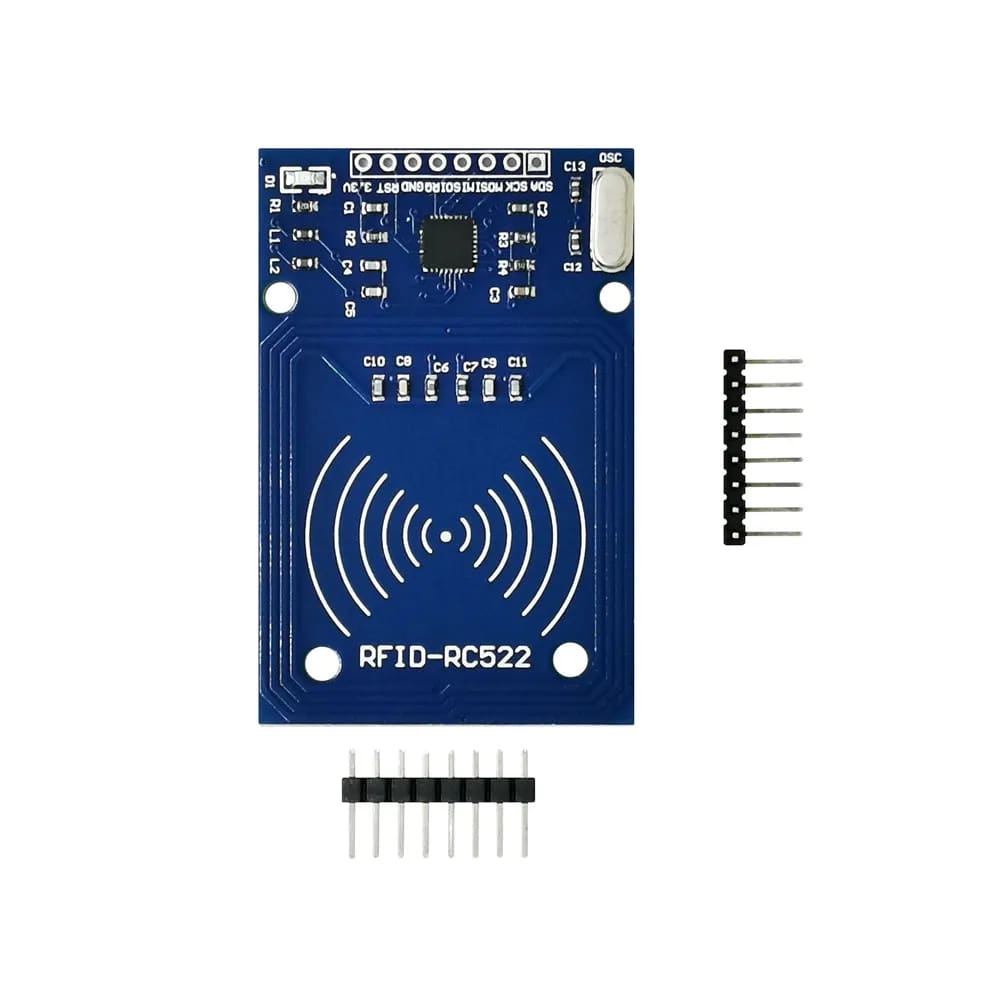 C13
OSC
D1
3.3V RST GND IRQ MISO MOSI SCK SDA
R1
C1
C2
L1
R2
R3
L2
C4
R4
C12
C5
C3
C10 C8 C6 C7 C9 C11
RFID-RC522